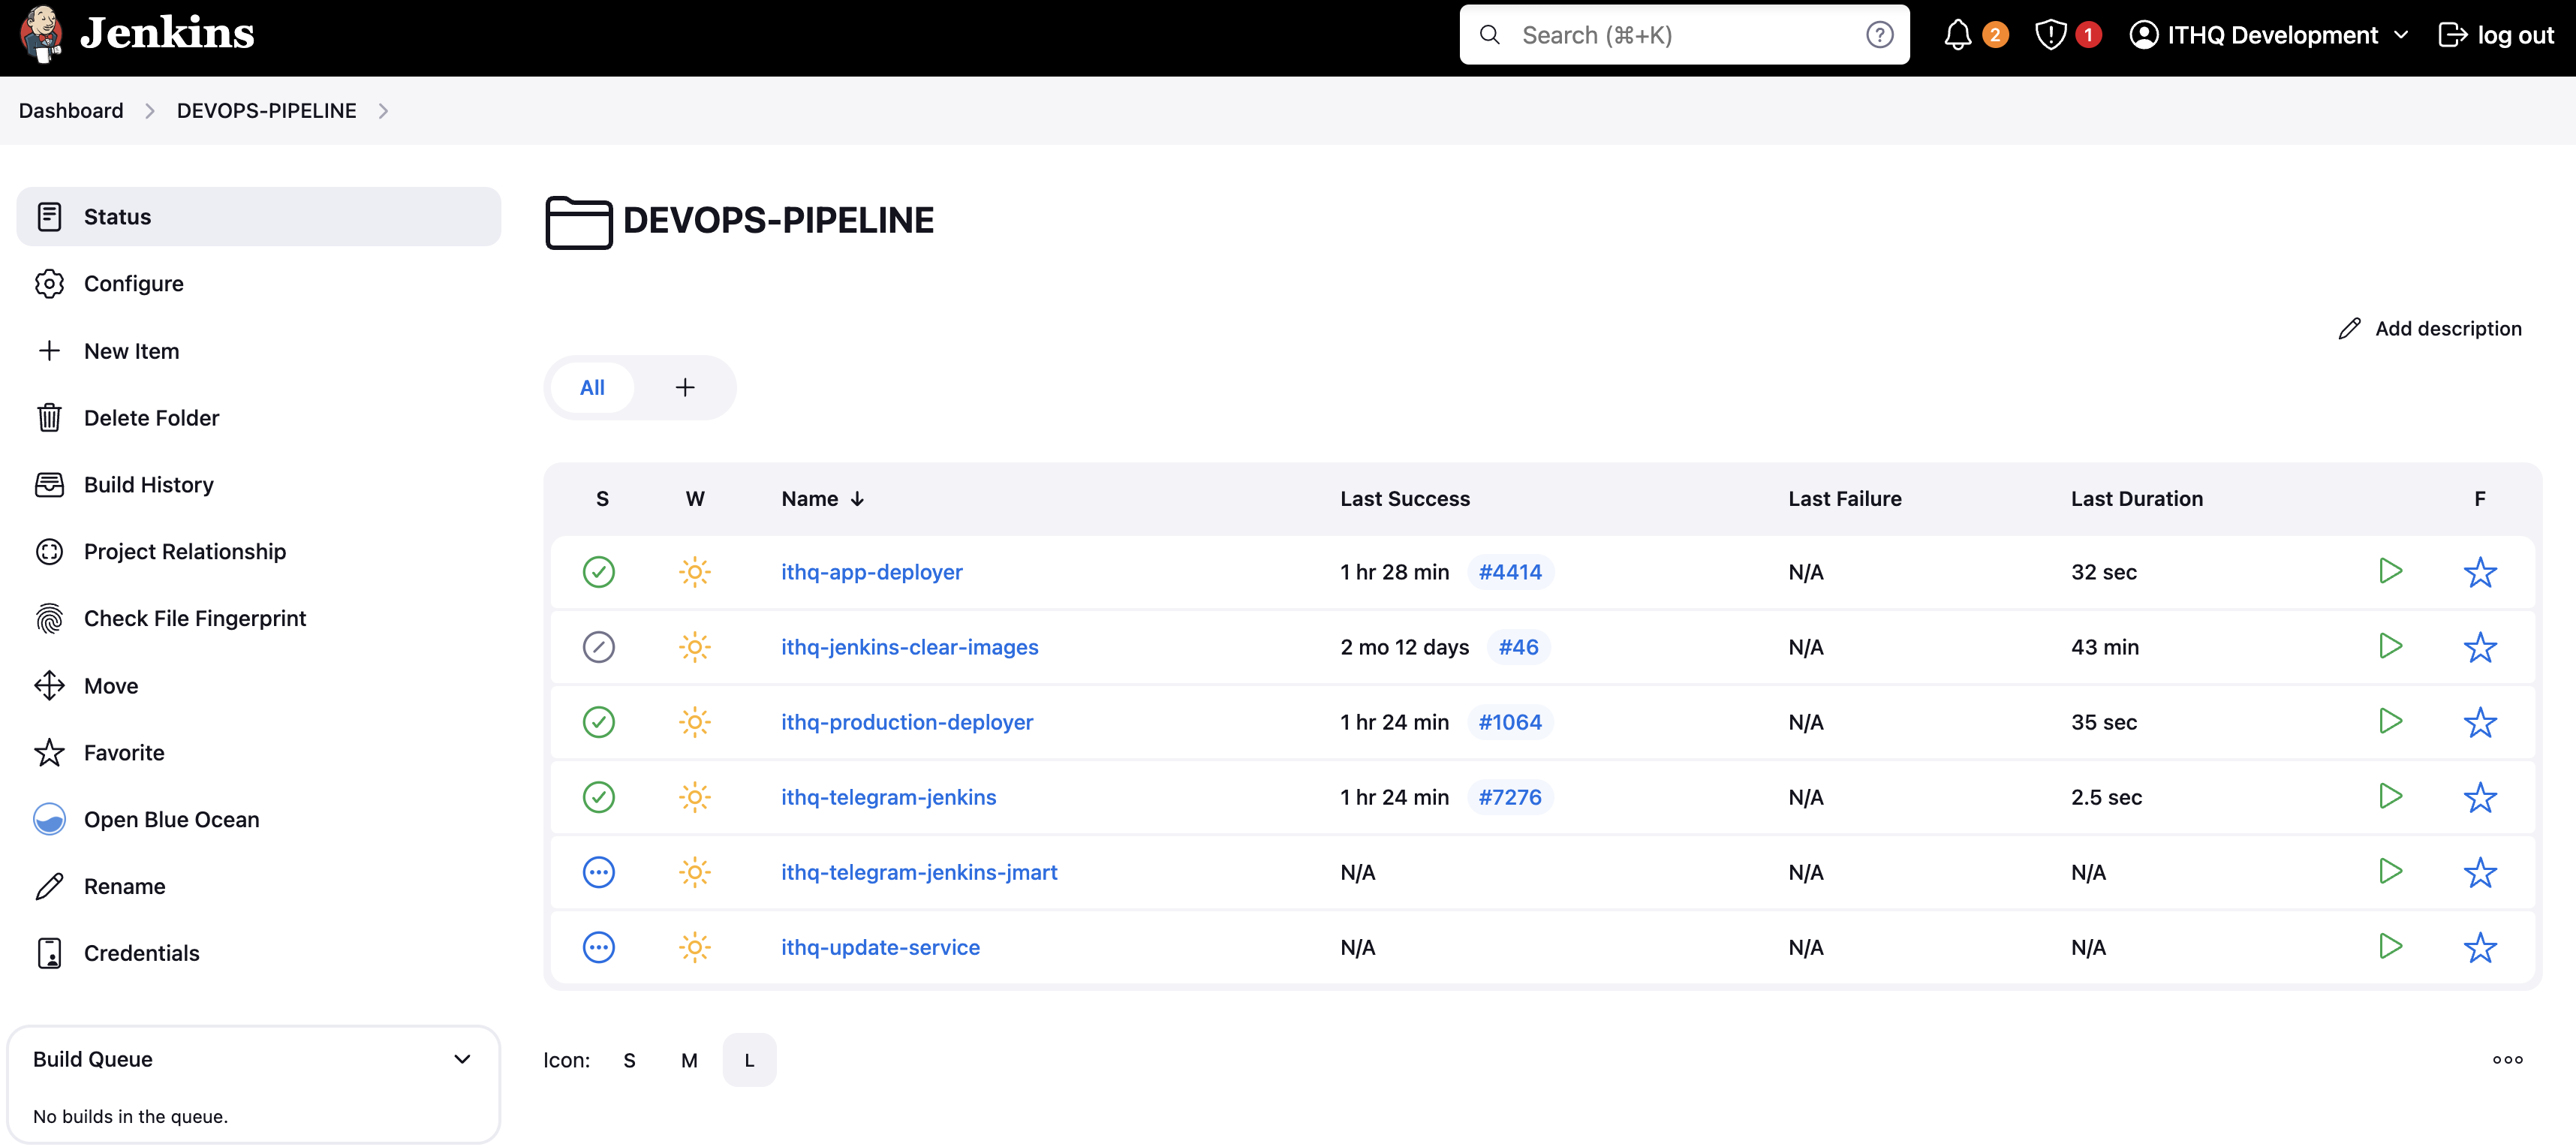 Jenkins
Search (⌘+K)
2
1
ITHQ Development
log out
Dashboard
DEVOPS-PIPELINE
Status
Configure
New Item
Delete Folder
Build History
Project Relationship
Check File Fingerprint
Move
Favorite
Open Blue Ocean
Rename
Credentials
Build Queue
No builds in the queue.
DEVOPS-PIPELINE
Add description
All
S W Name ↓ Last Success Last Failure Last Duration F
ithq-app-deployer 1 hr 28 min #4414 N/A 32 sec
ithq-jenkins-clear-images 2 mo 12 days #46 N/A 43 min
ithq-production-deployer 1 hr 24 min #1064 N/A 35 sec
ithq-telegram-jenkins 1 hr 24 min #7276 N/A 2.5 sec
ithq-telegram-jenkins-jmart N/A N/A N/A
ithq-update-service N/A N/A N/A
Icon: S M L